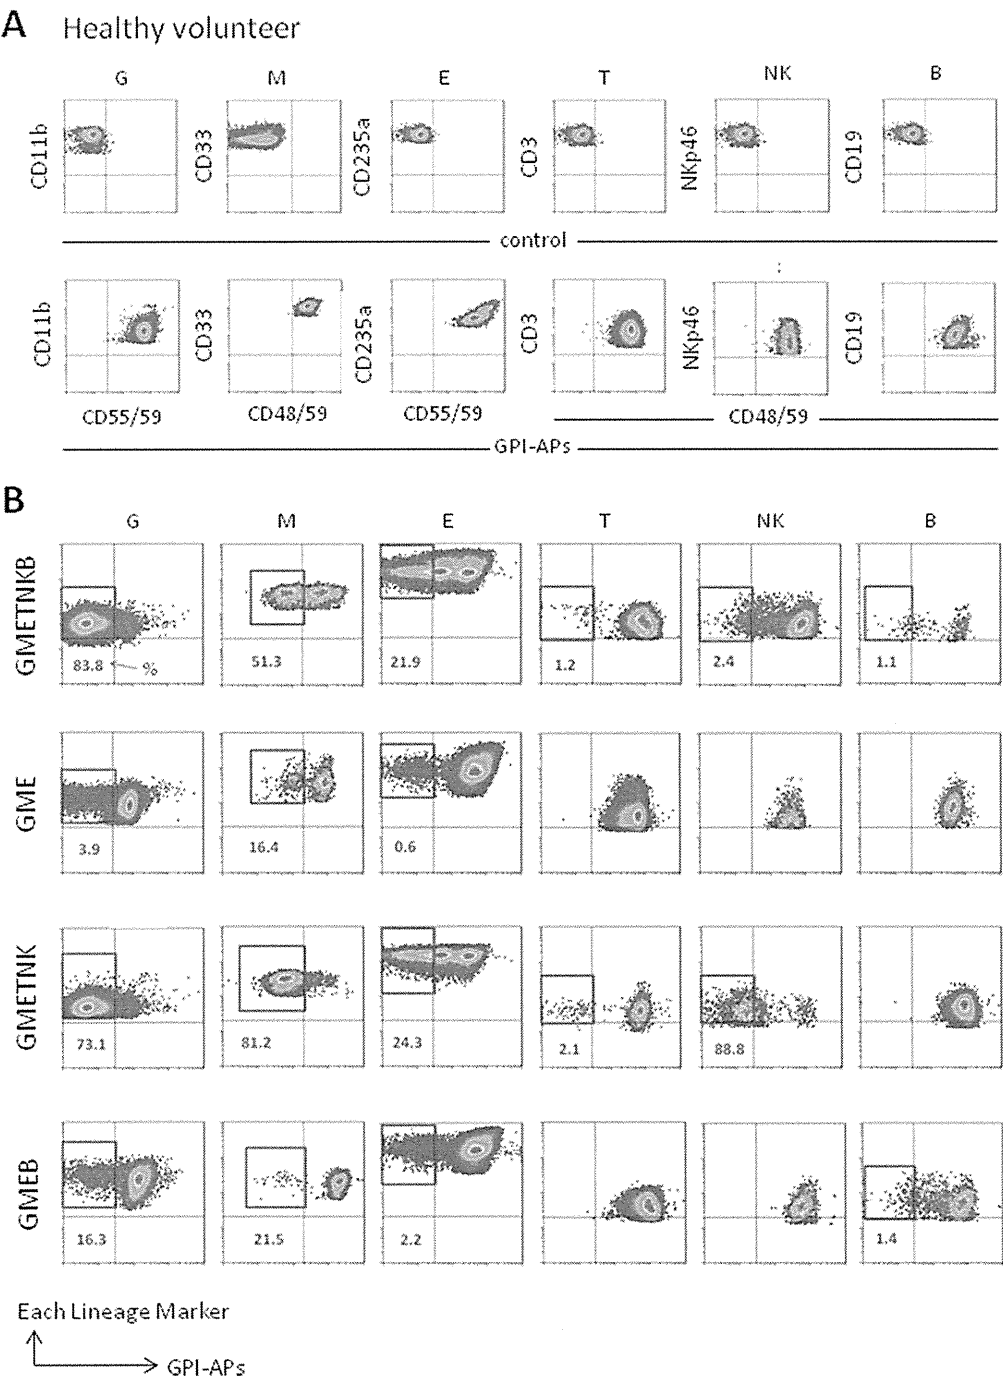 A Healthy volunteer
G M E T NK B
CD11b CD33 CD235a CD3 NKp46 CD19
control
CD11b CD33 CD235a CD3 NKp46 CD19
CD55/59 CD48/59 CD55/59 CD48/59
GPI-APs
B
G M E T NK B
GMETNKB
83.8 % 51.3 21.9 1.2 2.4 1.1
GME
3.9 16.4 0.6
GMETNK
73.1 81.2 24.3 2.1 88.8
GMEB
16.3 21.5 2.2 1.4
Each Lineage Marker
GPI-APs